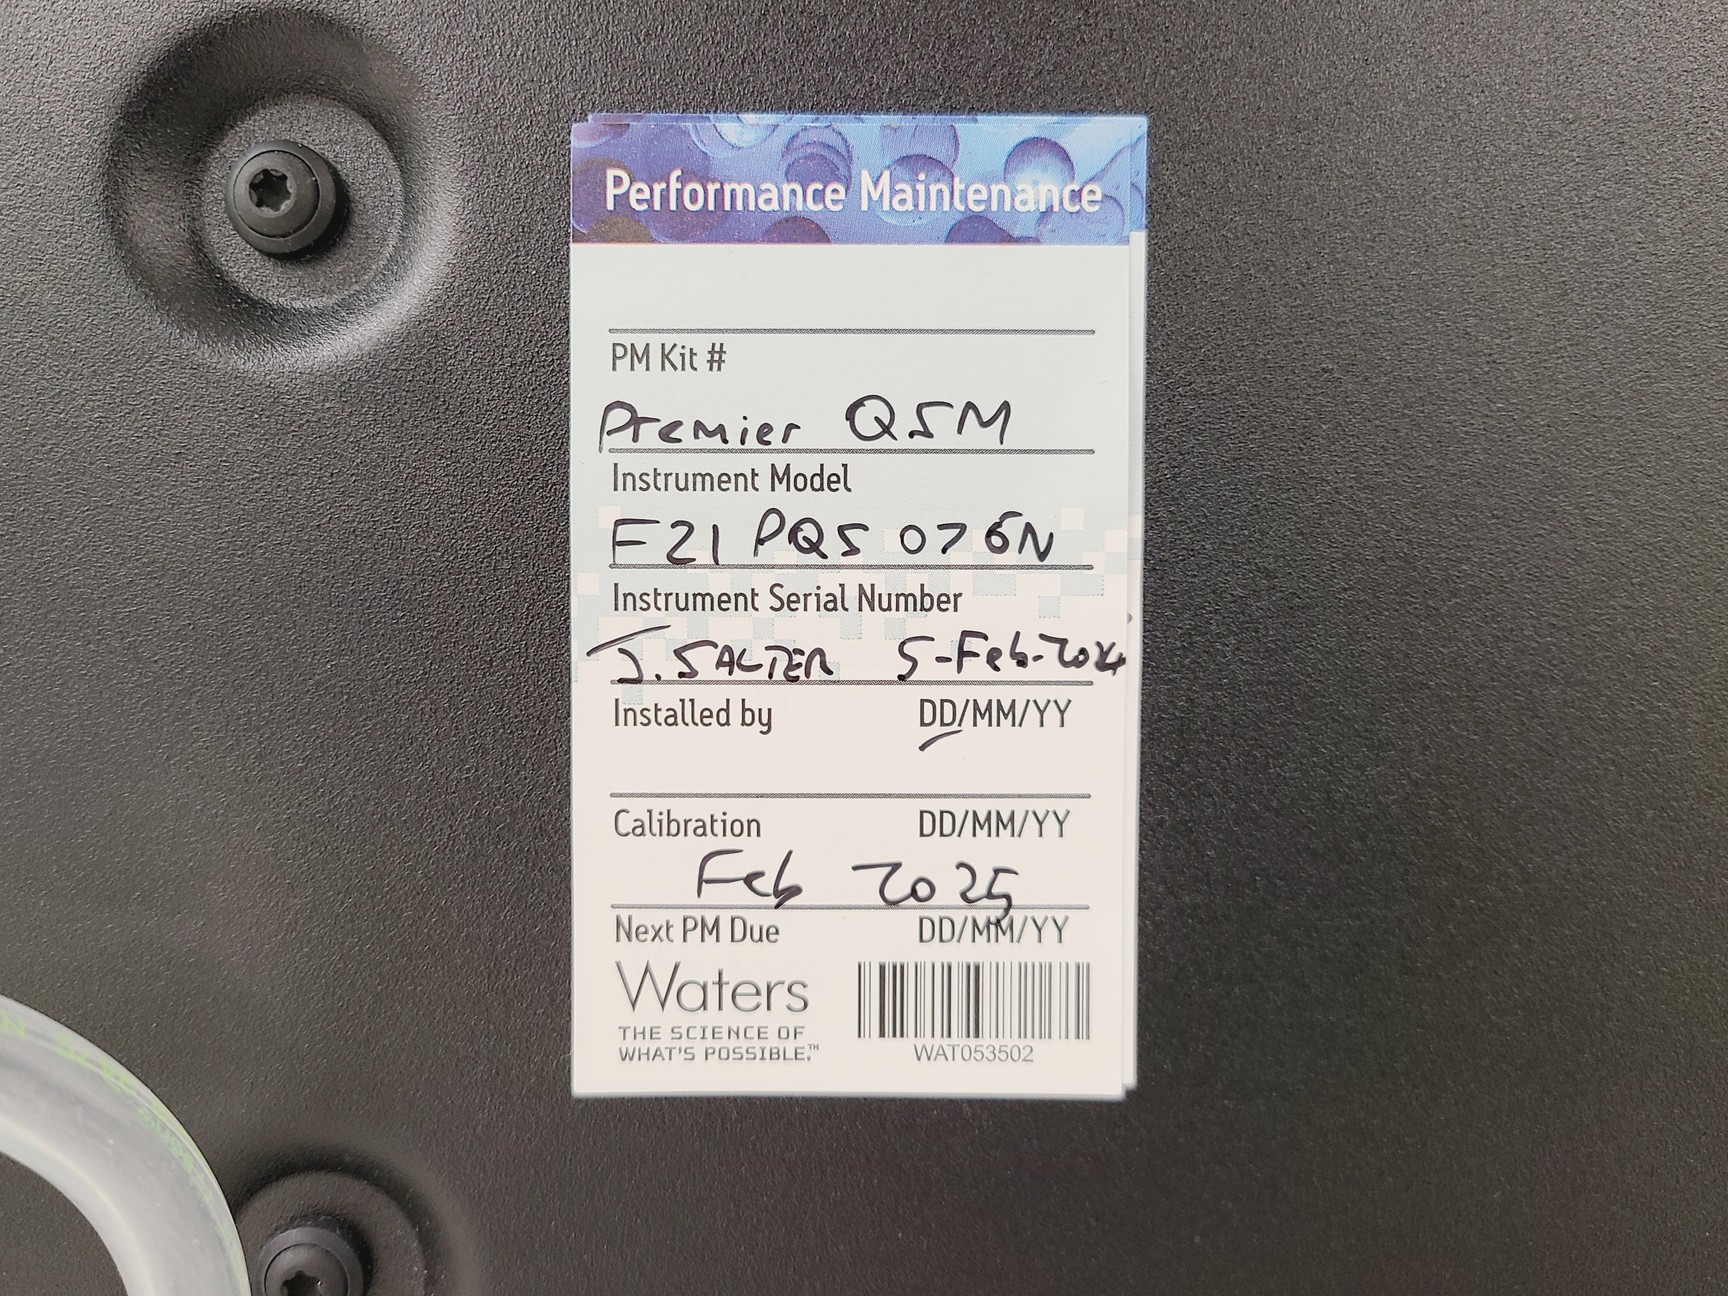 Performance Maintenance
PM Kit #
Premier QSM
Instrument Model
F21 PQS 076N
Instrument Serial Number
J. SALTER 5-Feb-2024
Installed by DD/MM/YY
Calibration DD/MM/YY
Feb 2025
Next PM Due DD/MM/YY
Waters
THE SCIENCE OF
WHAT'S POSSIBLE.™
WAT053502